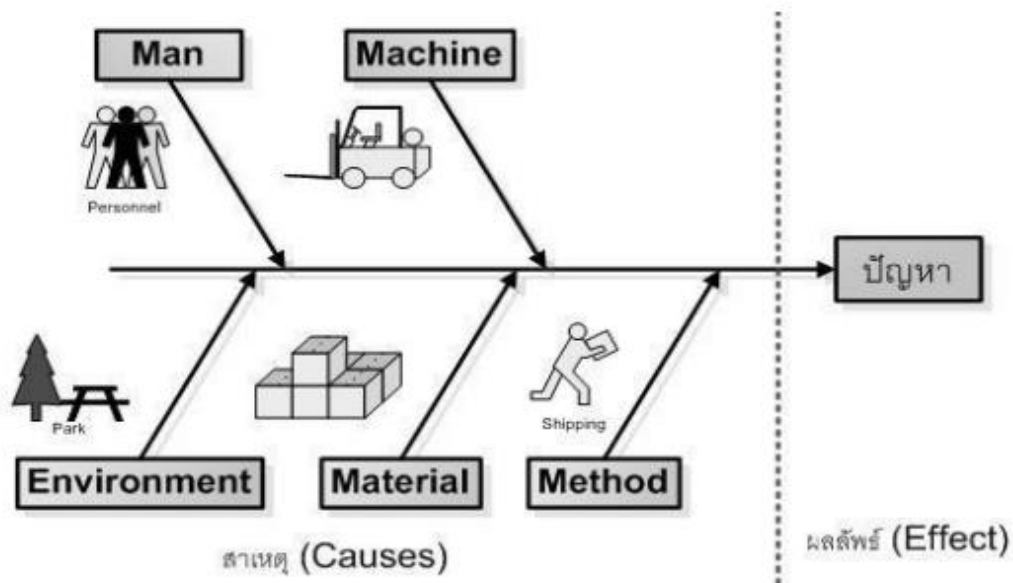 Man
Machine
Personnel
ปัญหา
Park
Shipping
Environment
Material
Method
สาเหตุ (Causes)
ผลลัพธ์ (Effect)